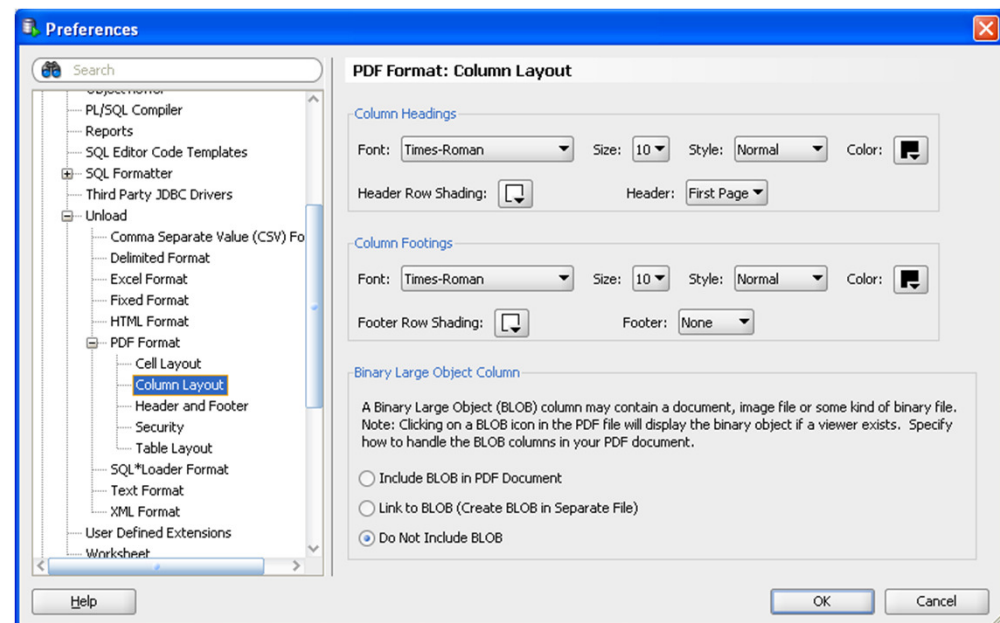 Preferences
Search
PL/SQL Compiler
Reports
SQL Editor Code Templates
SQL Formatter
Third Party JDBC Drivers
Unload
Comma Separate Value (CSV) Fo
Delimited Format
Excel Format
Fixed Format
HTML Format
PDF Format
Cell Layout
Column Layout
Header and Footer
Security
Table Layout
SQL*Loader Format
Text Format
XML Format
User Defined Extensions
Worksheet
Help
PDF Format: Column Layout
Column Headings
Font: Times-Roman Size: 10 Style: Normal Color:
Header Row Shading: Header: First Page
Column Footings
Font: Times-Roman Size: 10 Style: Normal Color:
Footer Row Shading: Footer: None
Binary Large Object Column
A Binary Large Object (BLOB) column may contain a document, image file or some kind of binary file.
Note: Clicking on a BLOB icon in the PDF file will display the binary object if a viewer exists. Specify
how to handle the BLOB columns in your PDF document.
Include BLOB in PDF Document
Link to BLOB (Create BLOB in Separate File)
Do Not Include BLOB
OK Cancel